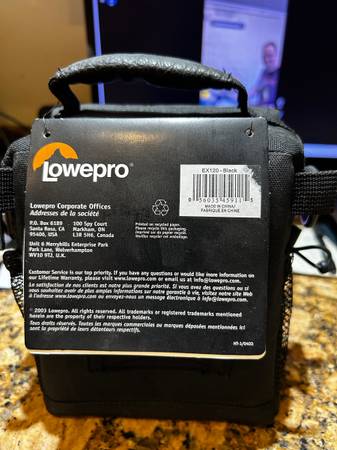 Lowepro®
EX120 - Black
MADE IN CHINA/
FABRIQUE EN CHINE
Lowepro Corporate Offices
Addresses de la société
P.O. Box 6189
Santa Rosa, CA
95406, USA
100 Spy Court
Markham, ON
L3R 5H6, Canada
Printed on recycled paper.
Unit 6 Merryhills Enterprise Park
Park Lane, Wolverhampton
WV10 9TJ, U.K.
Customer Service is our top priority. If you have any questions or would like more information on
our Lifetime Warranty, please visit www.lowepro.com or email us at info@lowepro.com.
La satisfaction de nos clients est notre plus grande priorité. Si vous avez des questions ou si
vous souhaitez avoir de plus amples informations sur notre garantie à vie, visitez notre site Web
à l'adresse www.lowepro.com ou envoyez-nous un message électronique à info@lowepro.com.
© 2003 Lowepro. All rights reserved. All trademarks or registered trademarks mentioned
herein are the property of their respective holders.
Tous droits réservés. Toutes les marques commerciales ou marques déposées mentionnées ici
sont la propriété de leurs détenteurs respectifs.